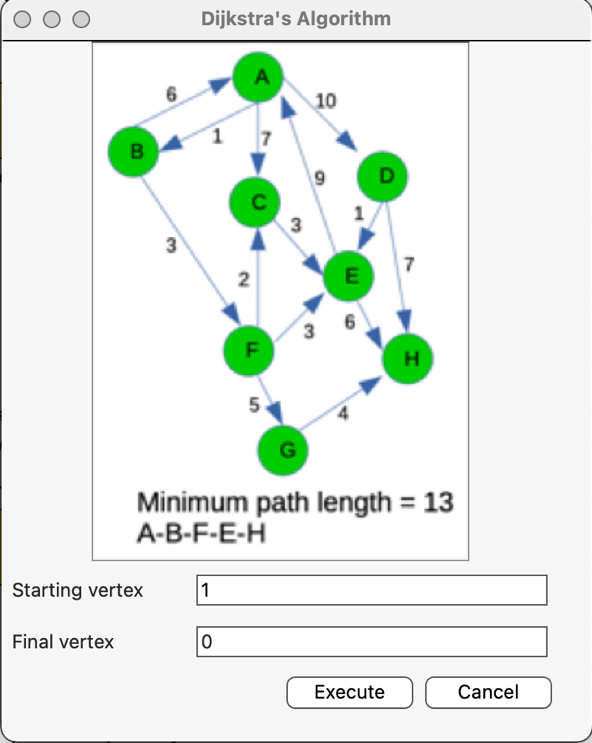 Dijkstra's Algorithm
A
6
10
1
7
B
9
D
C
1
3
3
E
2
7
6
3
F
H
5
4
G
Minimum path length = 13
A-B-F-E-H
Starting vertex
1
Final vertex
0
Execute
Cancel